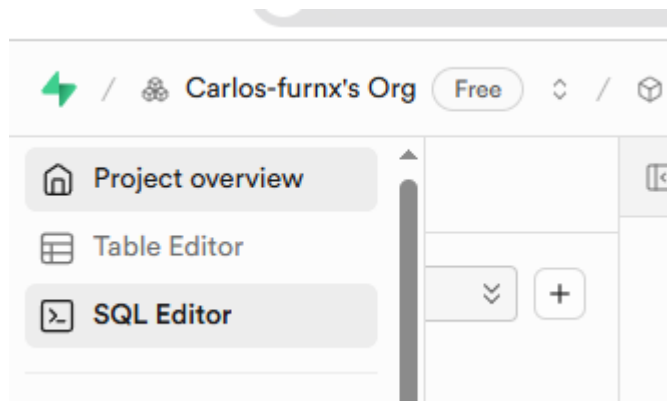 / Carlos-furnx's Org Free /
Project overview
Table Editor
SQL Editor